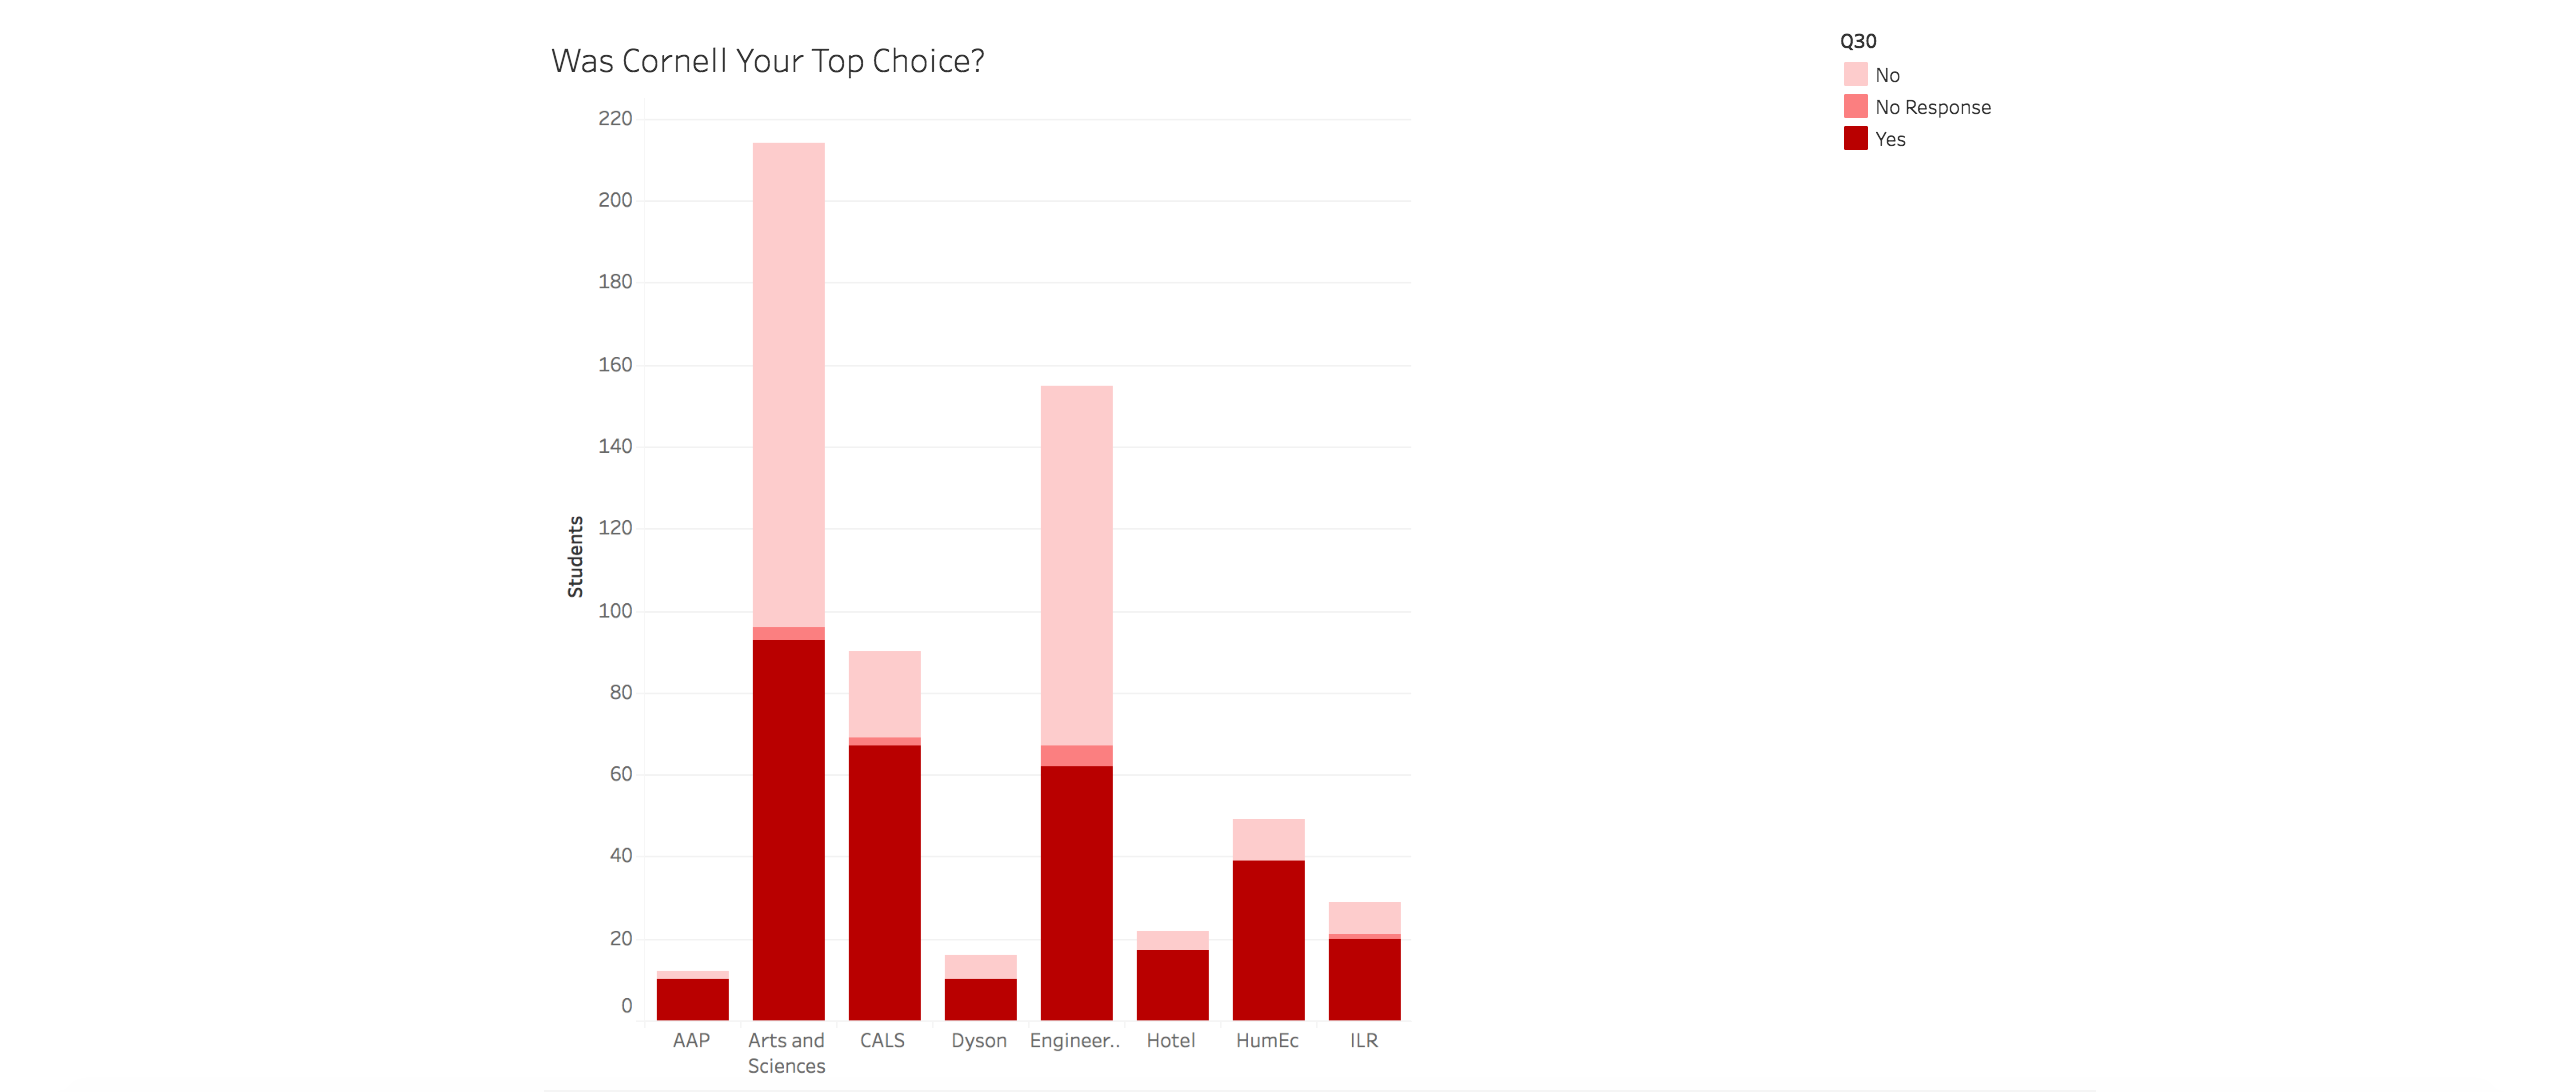 Was Cornell Your Top Choice?
Q30
No
No Response
Yes
220
200
180
160
140
120
100
80
60
40
20
0
Students
AAP
Arts and
Sciences
CALS
Dyson
Engineer..
Hotel
HumEc
ILR